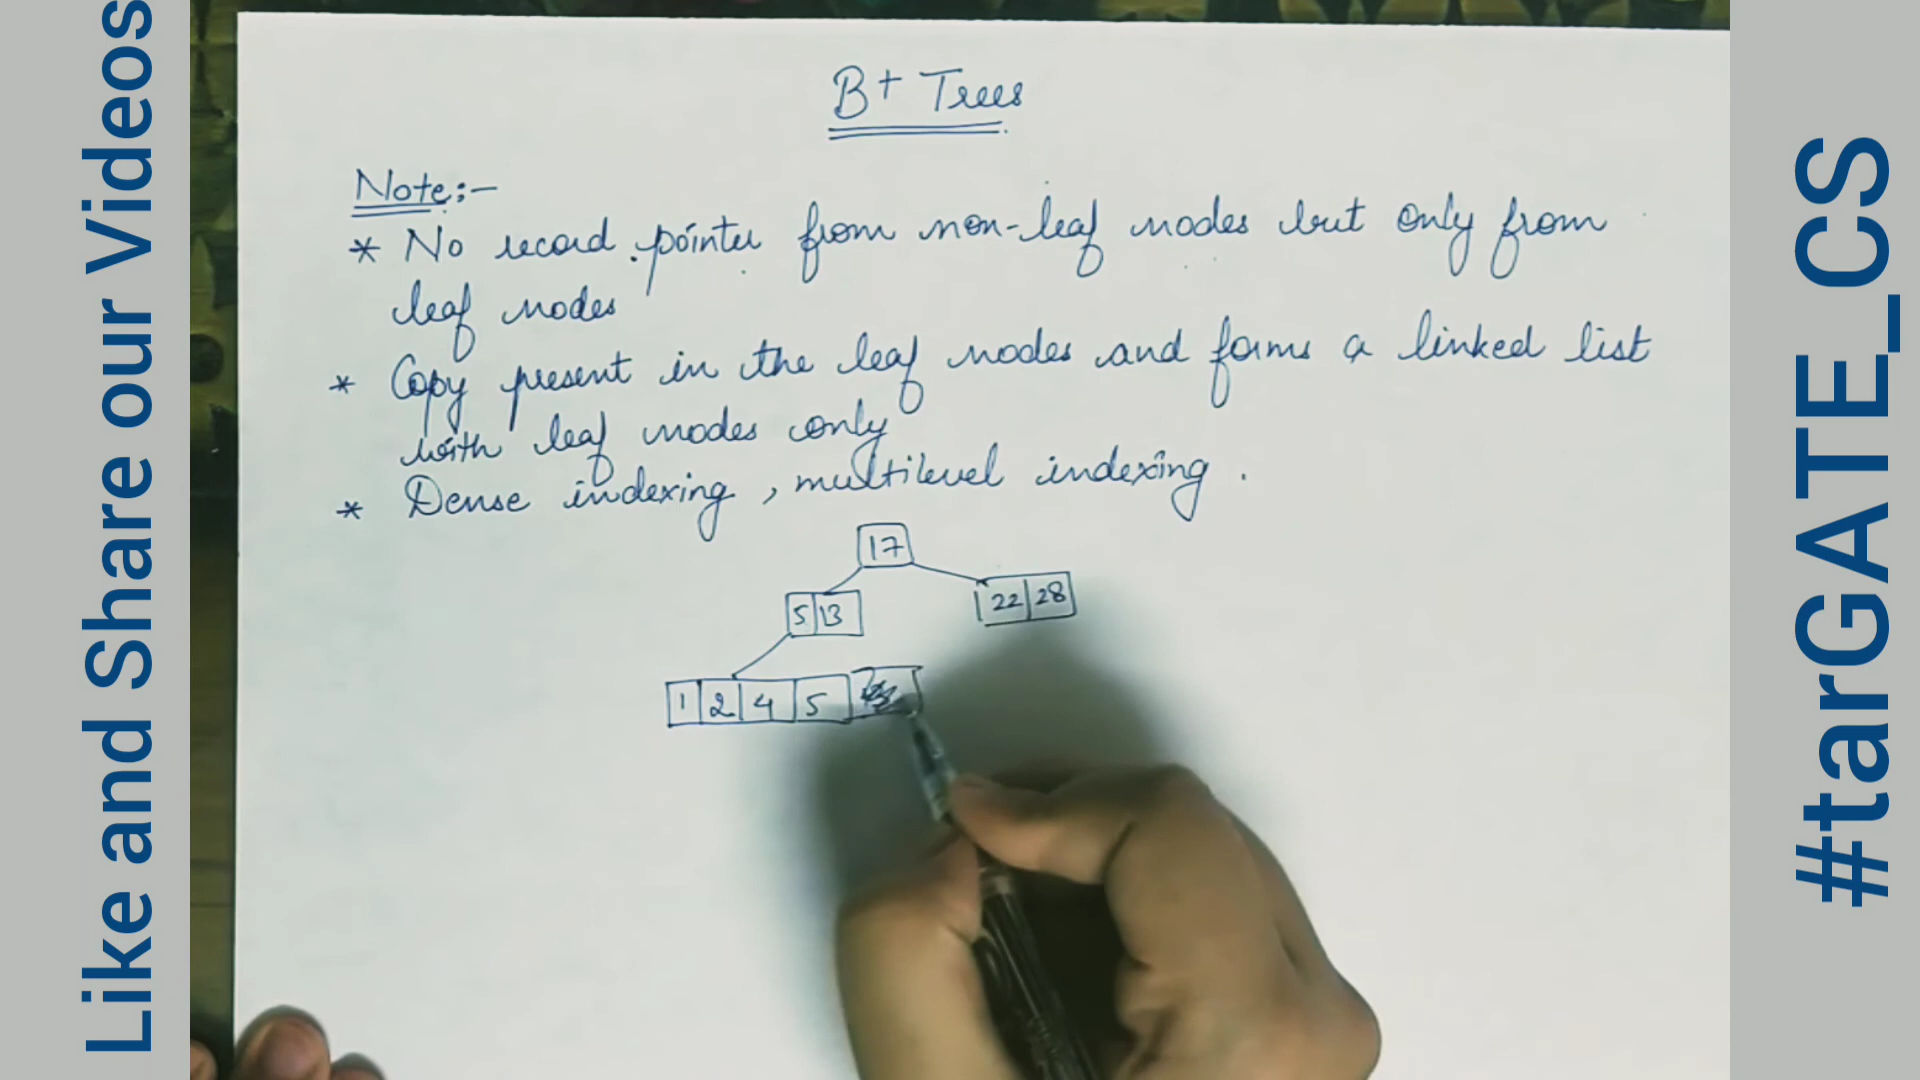 Like and Share our Videos
B+ Trees
Note:-
* No record pointer from non-leaf nodes but only from
leaf nodes
* Copy present in the leaf nodes and forms a linked list
with leaf nodes only
* Dense indexing, multilevel indexing.
17
5 13
22 28
1 2 4 5
#tarGATE_CS